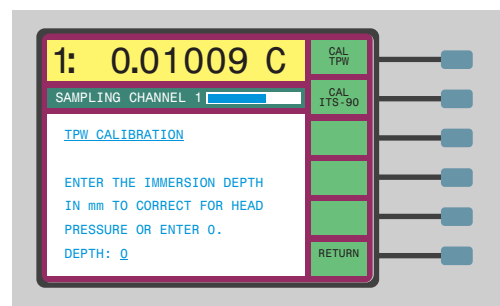 1: 0.01009 C
SAMPLING CHANNEL 1
TPW CALIBRATION
ENTER THE IMMERSION DEPTH
IN mm TO CORRECT FOR HEAD
PRESSURE OR ENTER 0.
DEPTH: 0
CAL
TPW
CAL
ITS-90
RETURN